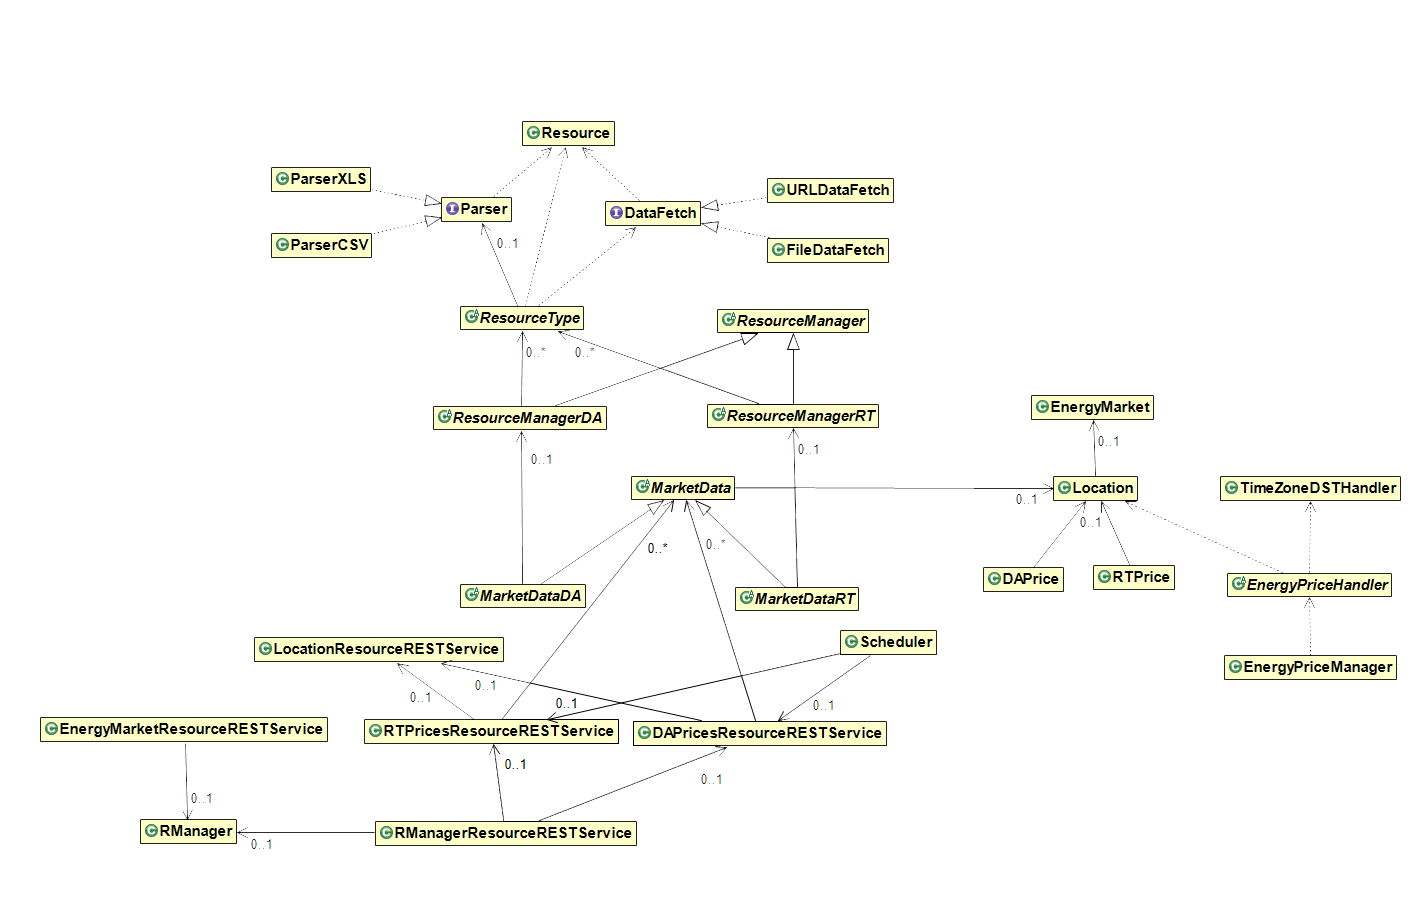 Resource
ParserXLS
URLDataFetch
Parser
DataFetch
ParserCSV
0..1
FileDataFetch
ResourceType
ResourceManager
0..*
0..*
ResourceManagerDA
ResourceManagerRT
EnergyMarket
0..1
0..1
0..1
MarketData
Location
TimeZoneDSTHandler
0..1
0..1
0..*
0..*
DAPrice
RTPrice
EnergyPriceHandler
MarketDataDA
MarketDataRT
LocationResourceRESTService
Scheduler
EnergyPriceManager
0..1
0..1
0..1
0..1
EnergyMarketResourceRESTService
RTPricesResourceRESTService
DAPricesResourceRESTService
0..1
0..1
0..1
RManager
RManagerResourceRESTService
0..1